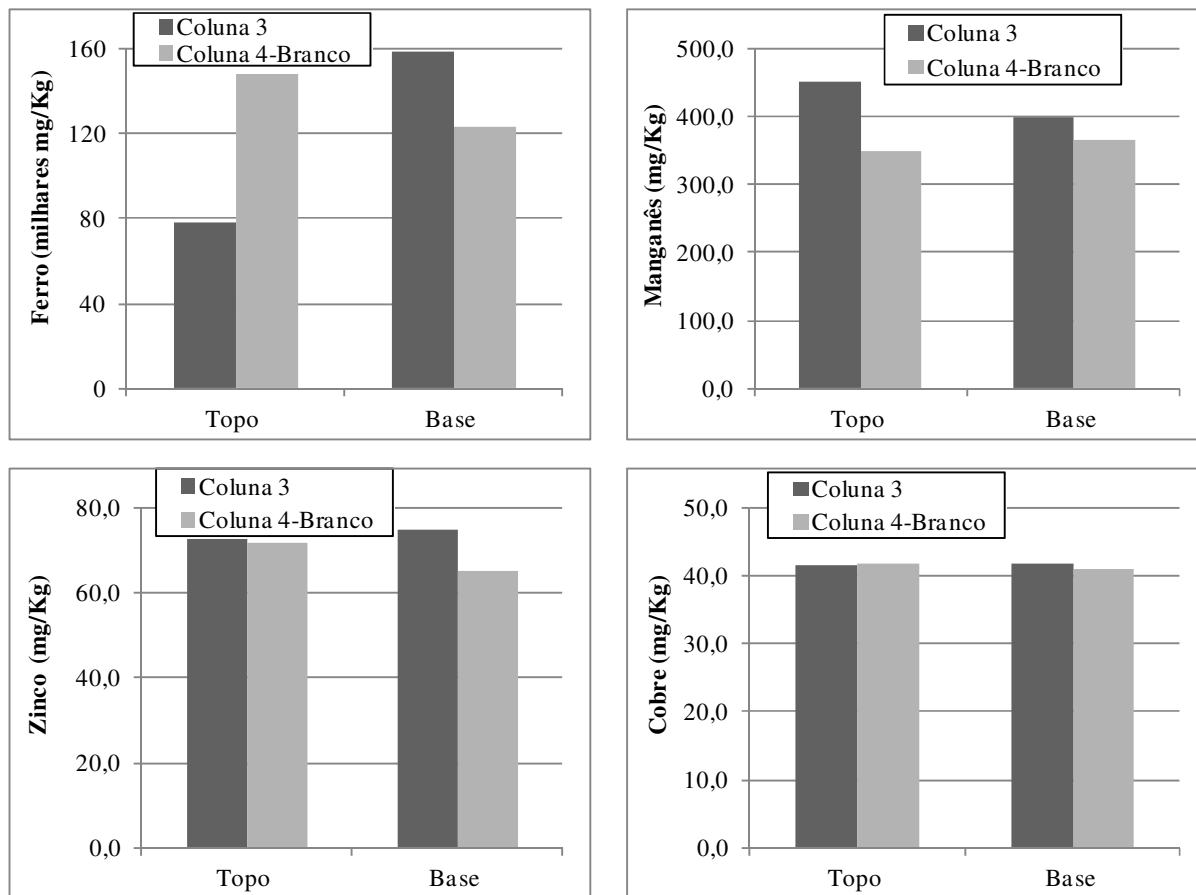 Coluna 3
Coluna 4-Branco
Ferro (milhares mg/Kg)
160
120
80
40
0
Topo
Base
Coluna 3
Coluna 4-Branco
Manganês (mg/Kg)
500,0
400,0
300,0
200,0
100,0
0,0
Topo
Base
Coluna 3
Coluna 4-Branco
Zinco (mg/Kg)
80,0
60,0
40,0
20,0
0,0
Topo
Base
Coluna 3
Coluna 4-Branco
Cobre (mg/Kg)
50,0
40,0
30,0
20,0
10,0
0,0
Topo
Base